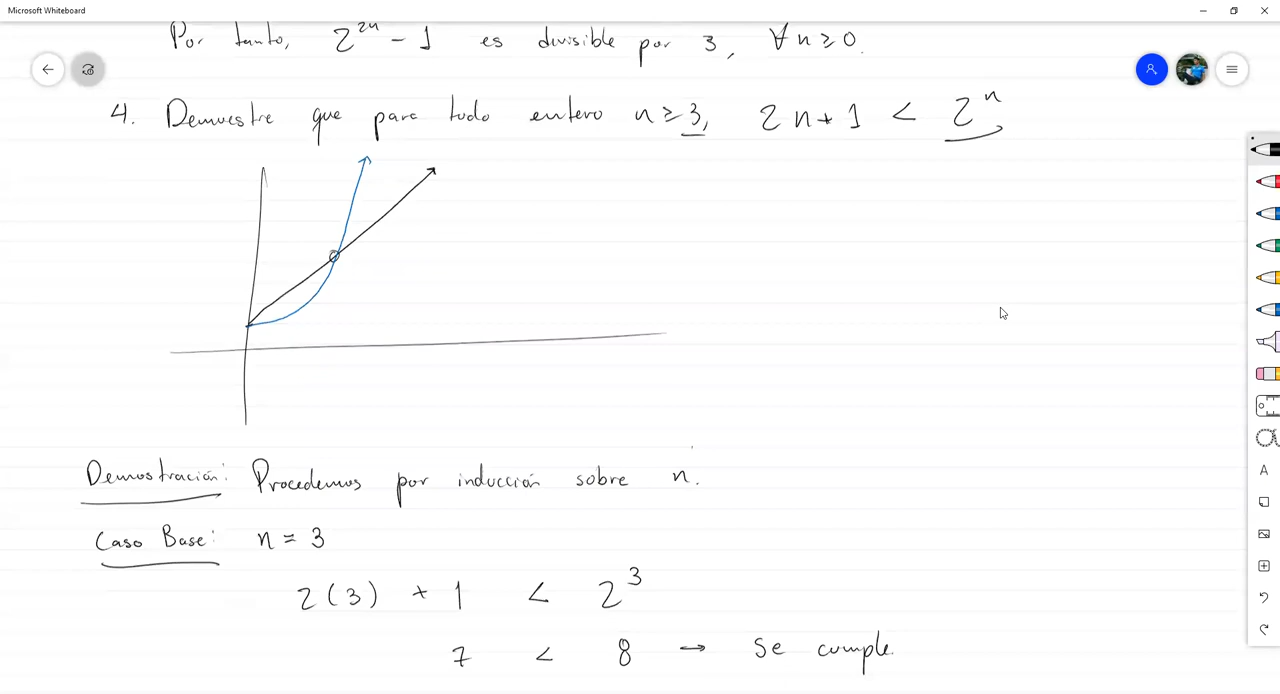 Microsoft Whiteboard
Por tanto, 2^{2n} - 1 es divisible por 3, ∀ n ≥ 0.
4. Demuestre que para todo entero n ≥ 3, 2n + 1 < 2^n
Demostración: Procedemos por inducción sobre n.
Caso Base: n = 3
2(3) + 1 < 2^3
7 < 8 → Se cumple.
A